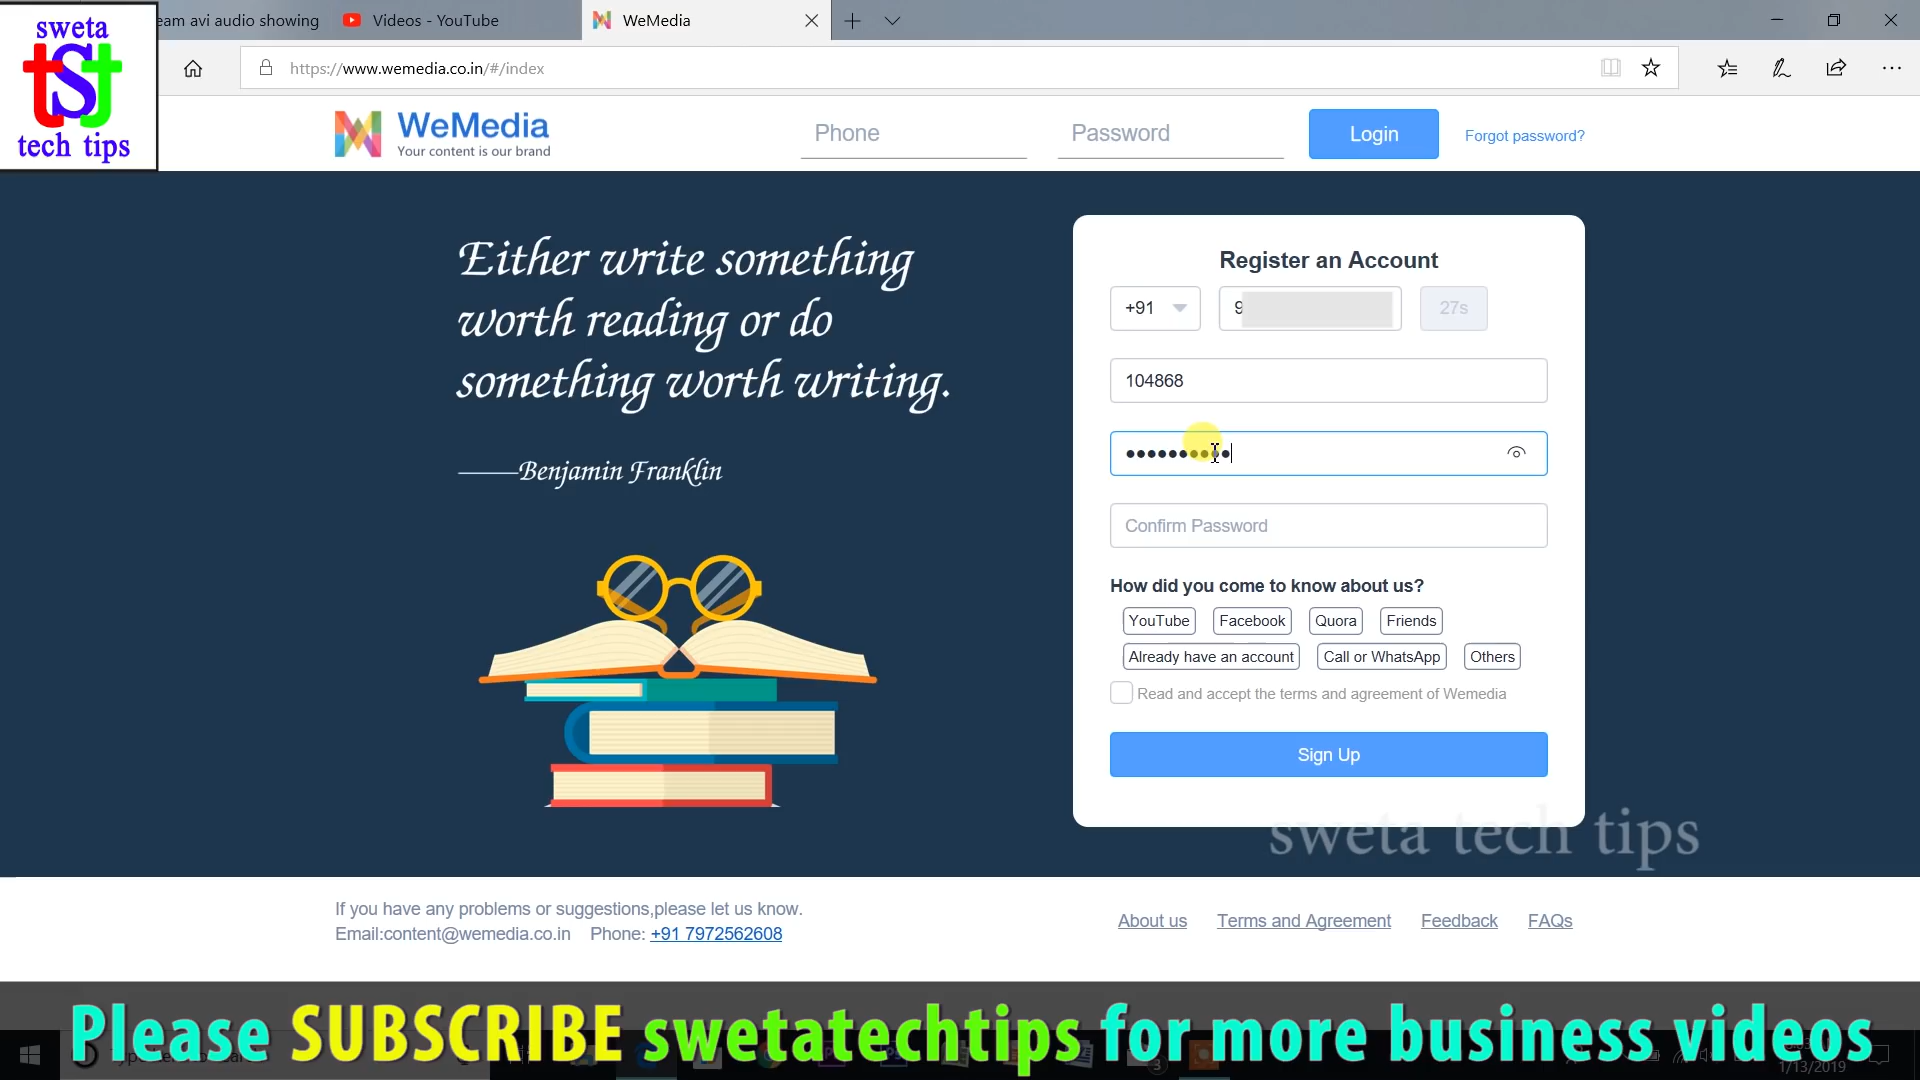 sweta
tst
tech tips
eam avi audio showing
Videos - YouTube
WeMedia
https://www.wemedia.co.in/#/index
WeMedia
Your content is our brand
Phone
Password
Login
Forgot password?
Either write something
worth reading or do
something worth writing.
——Benjamin Franklin
Register an Account
+91
9
27s
104868
Confirm Password
How did you come to know about us?
YouTube
Facebook
Quora
Friends
Already have an account
Call or WhatsApp
Others
Read and accept the terms and agreement of Wemedia
Sign Up
sweta tech tips
If you have any problems or suggestions,please let us know.
Email:content@wemedia.co.in Phone: +91 7972562608
About us
Terms and Agreement
Feedback
FAQs
Please SUBSCRIBE swetatechtips for more business videos
1/13/2019